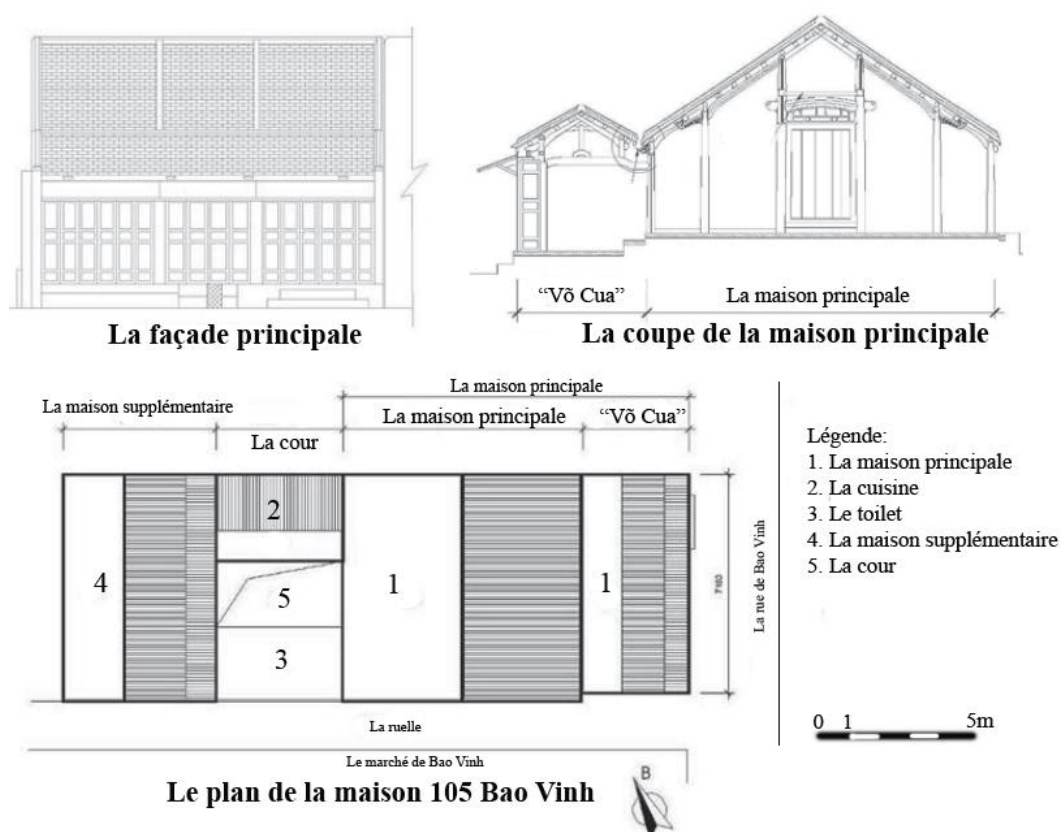 La façade principale
“Võ Cua”
La maison principale
La coupe de la maison principale
La maison principale
La maison supplémentaire
La maison principale
“Võ Cua”
La cour
Légende:
1. La maison principale
2. La cuisine
3. Le toilet
4. La maison supplémentaire
5. La cour
2
4
5
1
1
3
7163
La rue de Bao Vinh
0 1 5m
La ruelle
Le marché de Bao Vinh
B
Le plan de la maison 105 Bao Vinh